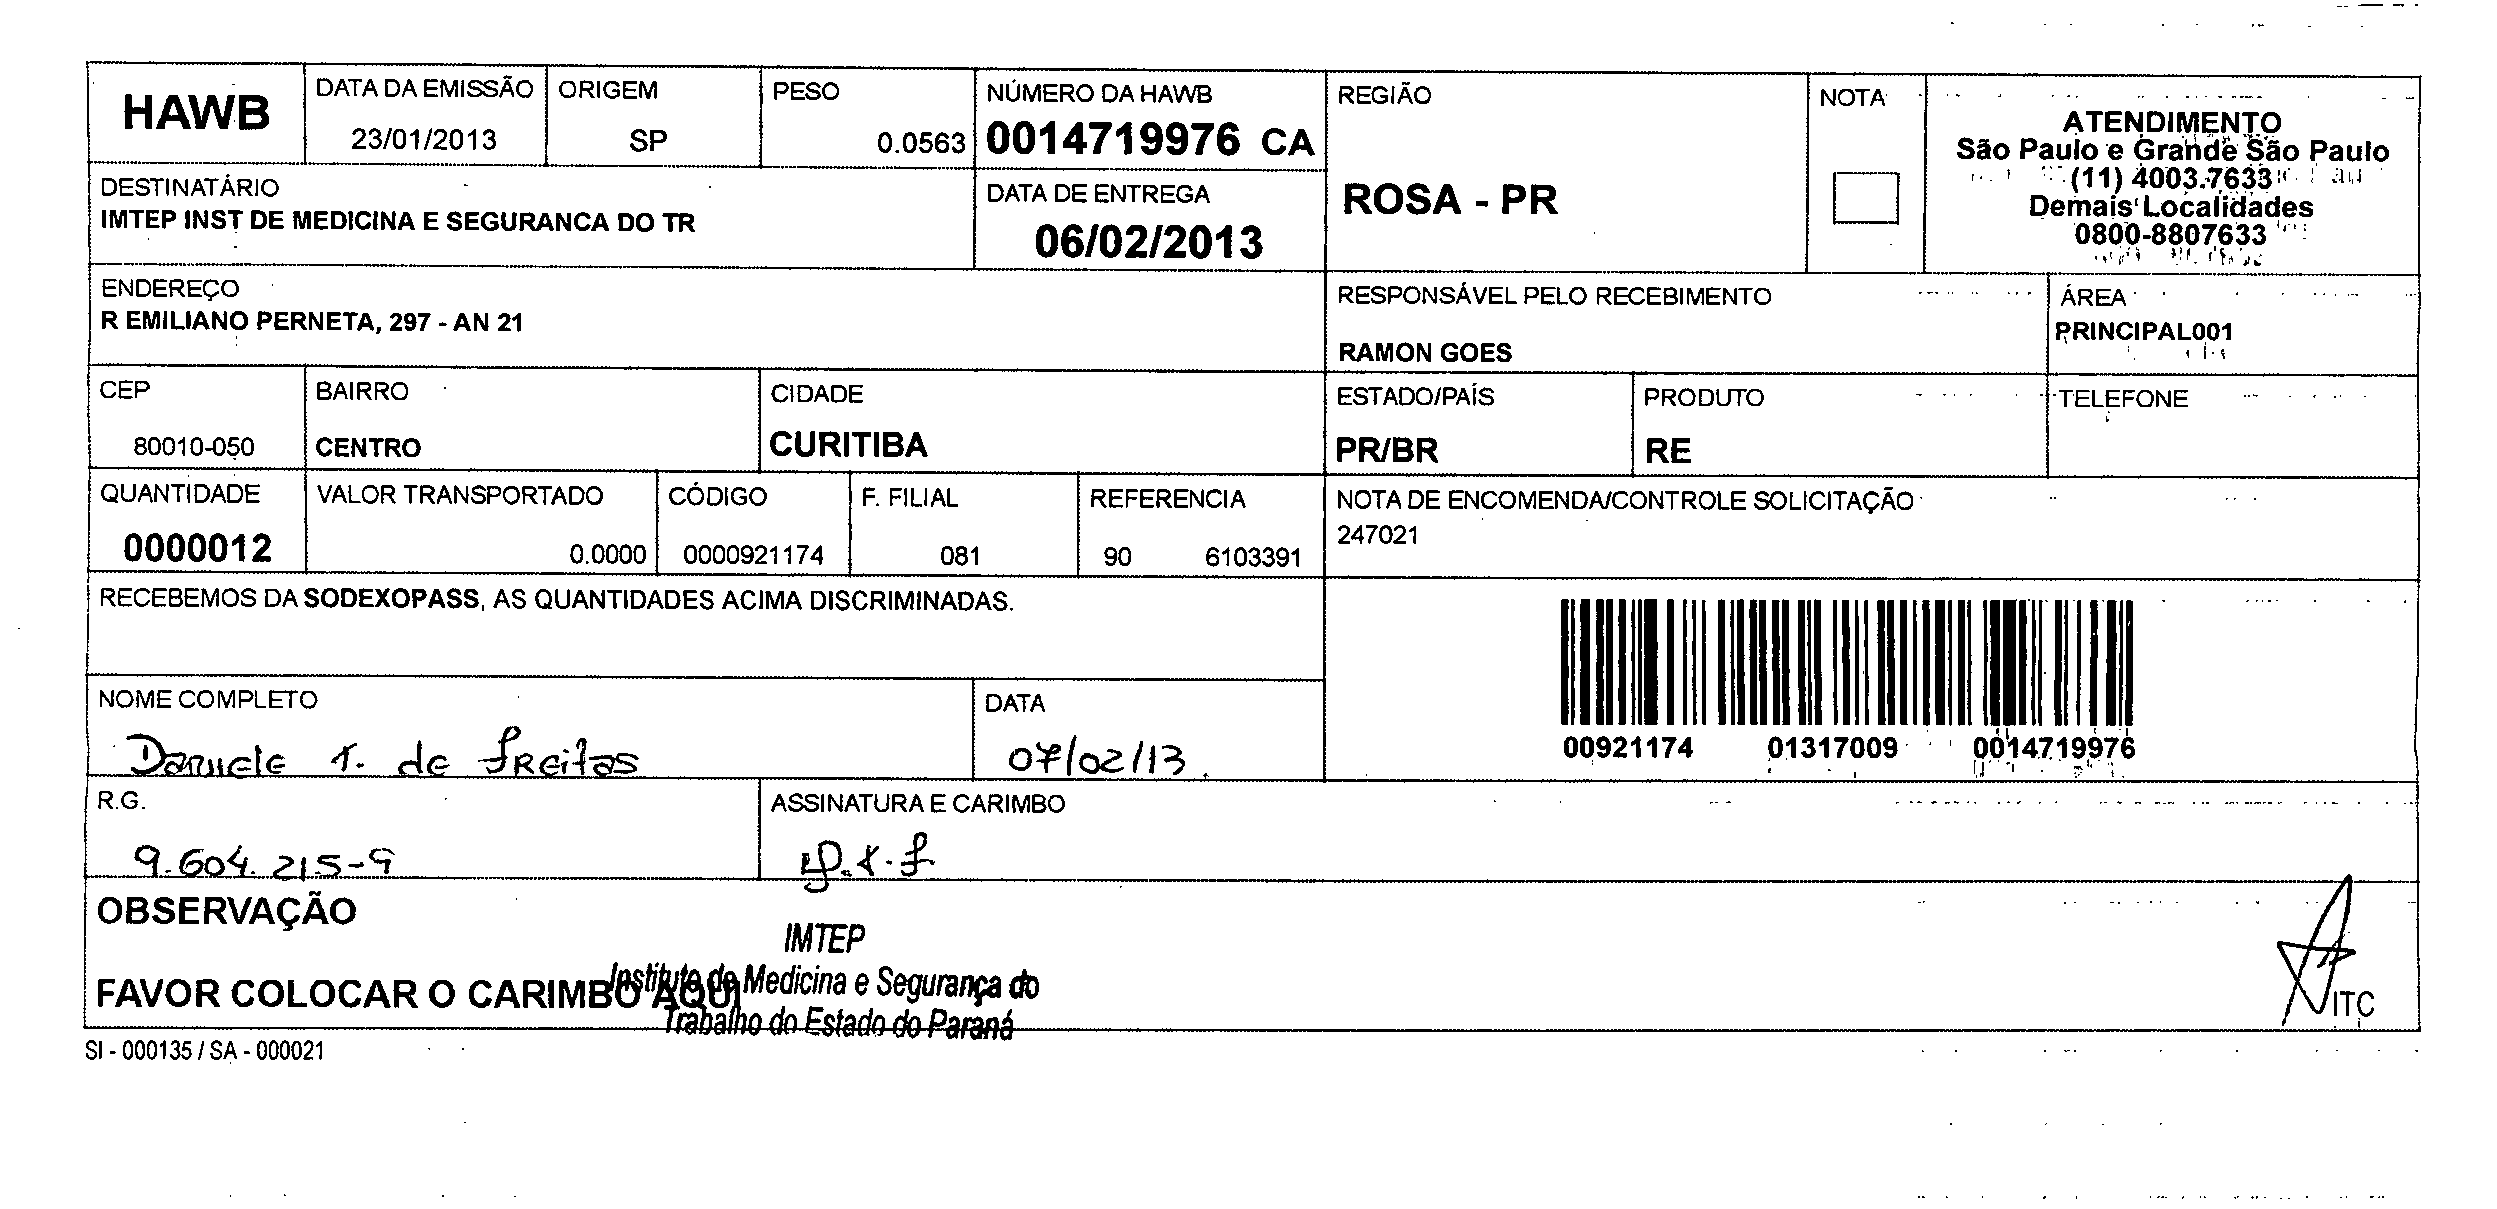 HAWB
DATA DA EMISSÃO
23/01/2013
ORIGEM
SP
PESO
0.0563
NÚMERO DA HAWB
0014719976 CA
REGIÃO
ROSA - PR
NOTA
ATENDIMENTO
São Paulo e Grande São Paulo
(11) 4003.7633
Demais Localidades
0800-8807633
DESTINATÁRIO
IMTEP INST DE MEDICINA E SEGURANCA DO TR
DATA DE ENTREGA
06/02/2013
ENDEREÇO
R EMILIANO PERNETA, 297 - AN 21
RESPONSÁVEL PELO RECEBIMENTO
RAMON GOES
ÁREA
PRINCIPAL001
CEP
80010-050
BAIRRO
CENTRO
CIDADE
CURITIBA
ESTADO/PAÍS
PR/BR
PRODUTO
RE
TELEFONE
QUANTIDADE
0000012
VALOR TRANSPORTADO
0.0000
CÓDIGO
0000921174
F. FILIAL
081
REFERENCIA
90 6103391
NOTA DE ENCOMENDA/CONTROLE SOLICITAÇÃO
247021
RECEBEMOS DA SODEXOPASS, AS QUANTIDADES ACIMA DISCRIMINADAS.
00921174 01317009 0014719976
NOME COMPLETO
Daniele T. de Freitas
DATA
07/02/13
R.G.
9.604.215-9
ASSINATURA E CARIMBO
OBSERVAÇÃO
FAVOR COLOCAR O CARIMBO AQUI
IMTEP
Instituto de Medicina e Segurança do
Trabalho do Estado do Paraná
ITC
SI - 000135 / SA - 000021